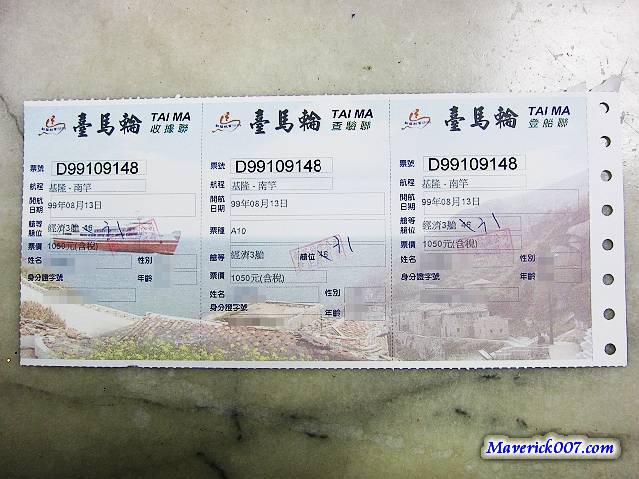 臺馬輪 TAI MA 收據聯
票號 D99109148
航程 基隆 - 南竿
開航日期 99年08月13日
艙等艙位 經濟3艙
票價 1050元(含稅)
姓名 性別
身分證字號 年齡
臺馬輪 TAI MA 查驗聯
票號 D99109148
航程 基隆 - 南竿
開航日期 99年08月13日
票種 A10
艙等 經濟3艙 艙位 31
票價 1050元(含稅)
姓名 性別
身分證字號 年齡
臺馬輪 TAI MA 登船聯
票號 D99109148
航程 基隆 - 南竿
開航日期 99年08月13日
艙等艙位 經濟3艙
票價 1050元(含稅)
姓名 性別
身分證字號 年齡
Maverick007.com